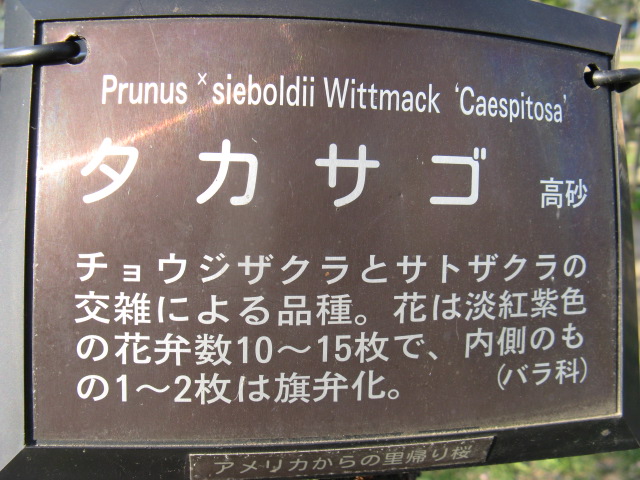 Prunus × sieboldii Wittmack ‘Caespitosa’
タカサゴ 高砂
チョウジザクラとサトザクラの
交雑による品種。花は淡紅紫色
の花弁数10～15枚で、内側のも
の1～2枚は旗弁化。 (バラ科)
アメリカからの里帰り桜